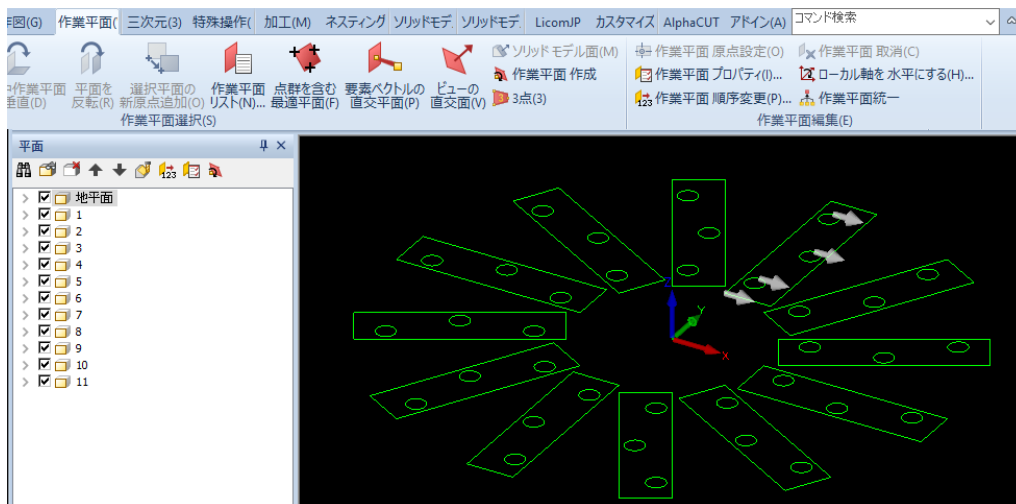 作図(G) 作業平面( 三次元(3) 特殊操作( 加工(M) ネスティング ソリッドモデ ソリッドモデ LicomJP カスタマイズ AlphaCUT アドイン(A) コマンド検索
作業平面 平面を 選択平面の 作業平面 点群を含む 要素ベクトルの ビューの
垂直(D) 反転(R) 新原点追加(O) リスト(N)... 最適平面(F) 直交平面(P) 直交面(V)
ソリッド モデル面(M)
作業平面 作成
3点(3)
作業平面選択(S)
作業平面 原点設定(O) 作業平面 取消(C)
作業平面 プロパティ(I)... ローカル軸を 水平にする(H)...
作業平面 順序変更(P)... 作業平面統一
作業平面編集(E)
平面
123
地平面
1
2
3
4
5
6
7
8
9
10
11
Z
Y
X